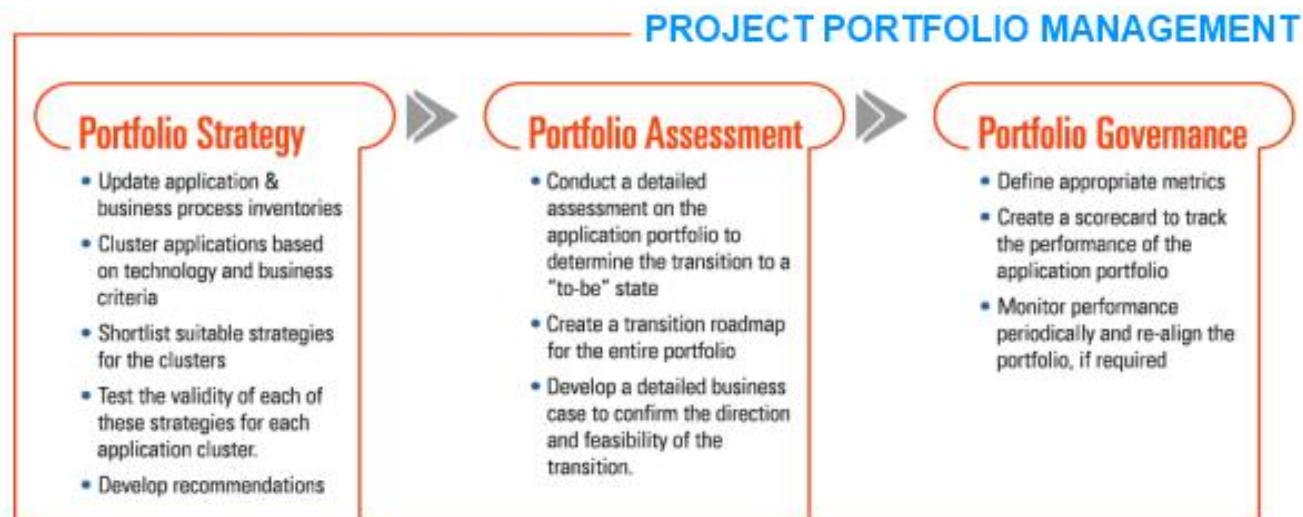 PROJECT PORTFOLIO MANAGEMENT
Portfolio Strategy
• Update application &
business process inventories
• Cluster applications based
on technology and business
criteria
• Shortlist suitable strategies
for the clusters
• Test the validity of each of
these strategies for each
application cluster.
• Develop recommendations
Portfolio Assessment
• Conduct a detailed
assessment on the
application portfolio to
determine the transition to a
"to-be" state
• Create a transition roadmap
for the entire portfolio
• Develop a detailed business
case to confirm the direction
and feasibility of the
transition.
Portfolio Governance
• Define appropriate metrics
• Create a scorecard to track
the performance of the
application portfolio
• Monitor performance
periodically and re-align the
portfolio, if required